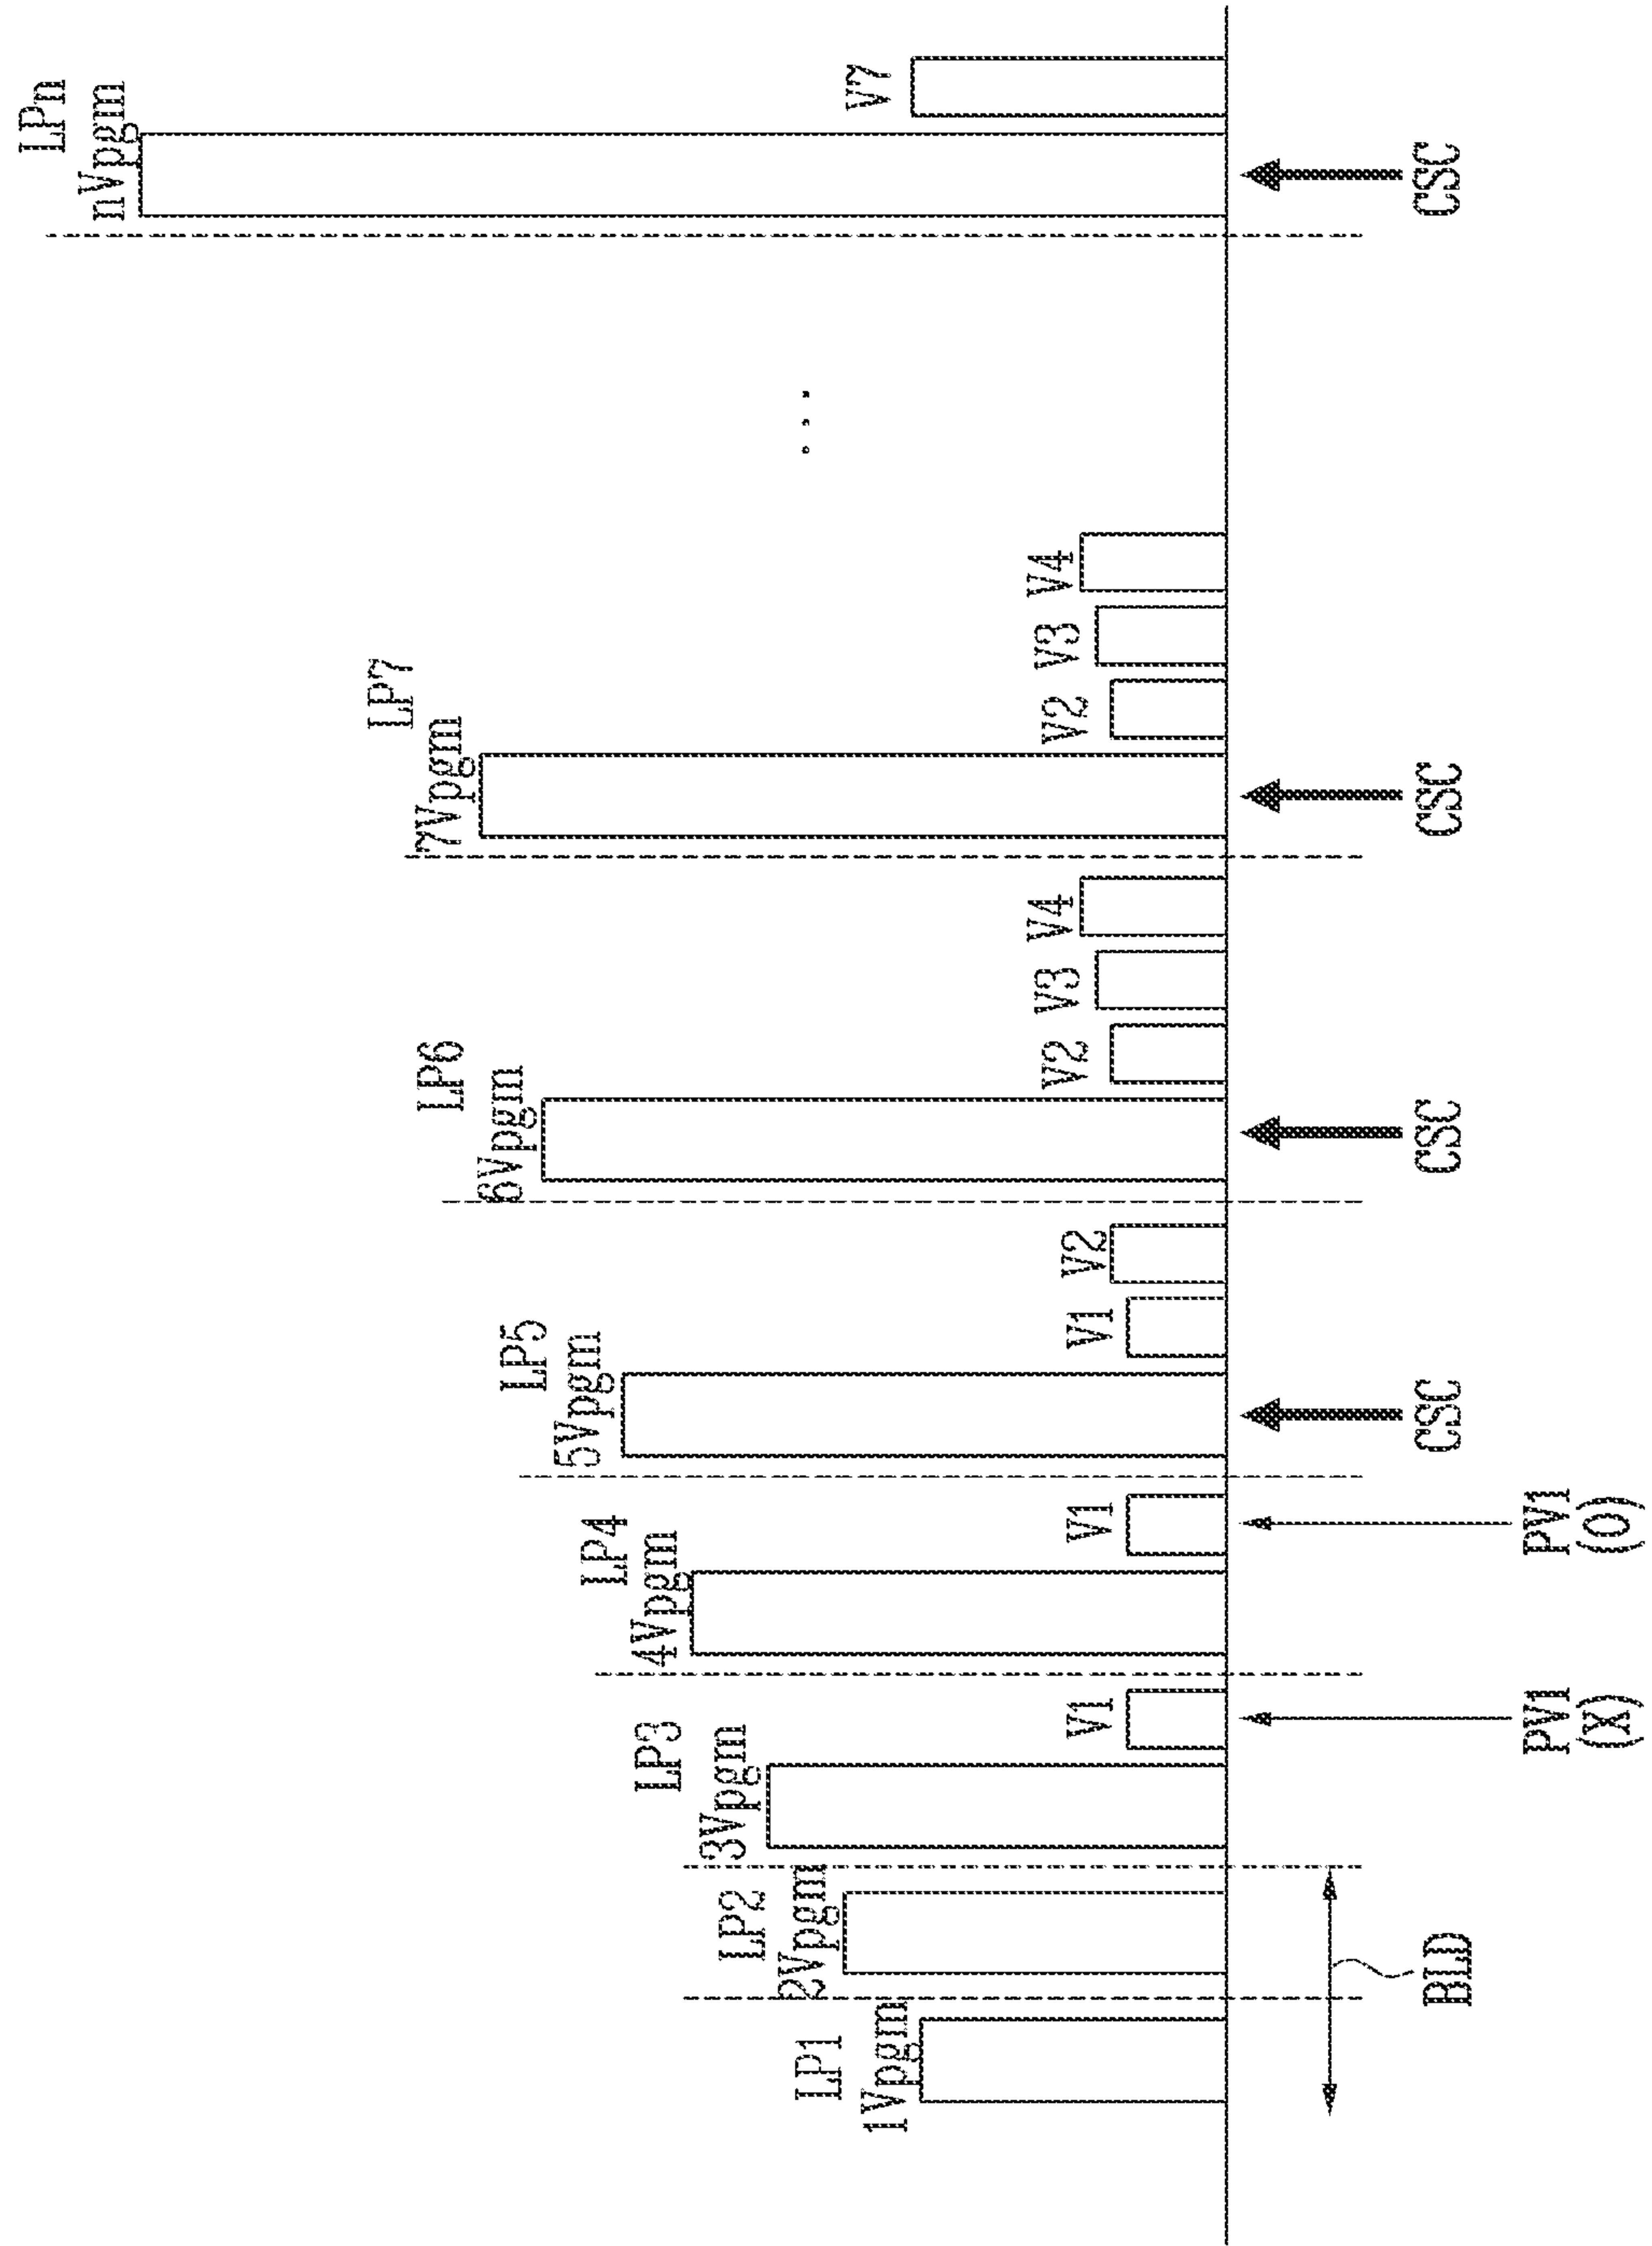 LP1
1Vpgm
LP2
2Vpgm
LP3
3Vpgm
V1
LP4
4Vpgm
V1
LP5
5Vpgm
V1
V2
LP6
6Vpgm
V2
V3
V4
LP7
7Vpgm
V2
V3
V4
...
LPn
nVpgm
V7
BLD
PV1
(X)
PV1
(O)
CSC
CSC
CSC
CSC